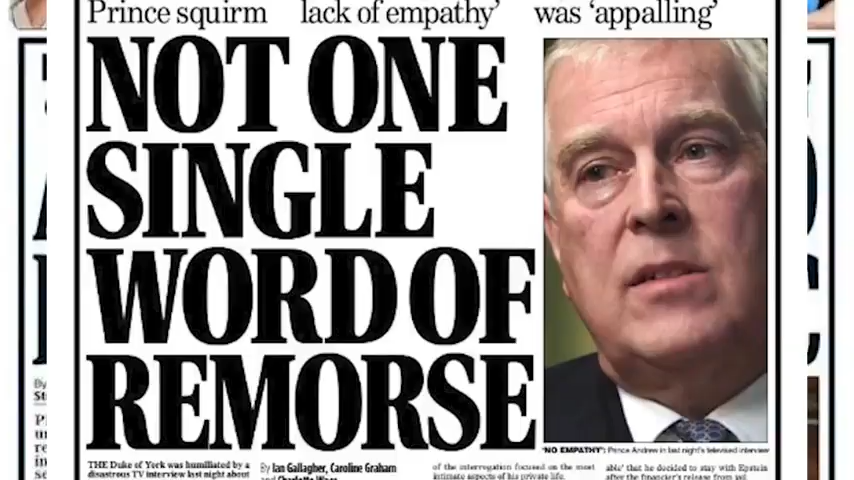 Prince squirm lack of empathy' was 'appalling'
NOT ONE
SINGLE
WORD OF
REMORSE
'NO EMPATHY': Prince Andrew in last night's televised interview
THE Duke of York was humiliated by a
disastrous TV interview last night about
By Ian Gallagher, Caroline Graham
and Charlotte
of the interrogation focused on the most
intimate aspects of his private life.
able' that he decided to stay with Epstein
after the financier's release from jail.
By